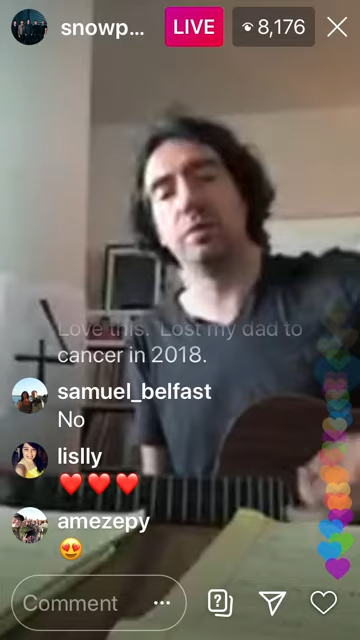 snowp...
LIVE
8,176
Love this. Lost my dad to
cancer in 2018.
samuel_belfast
No
lislly
❤️❤️❤️
amezepy
😍
Comment